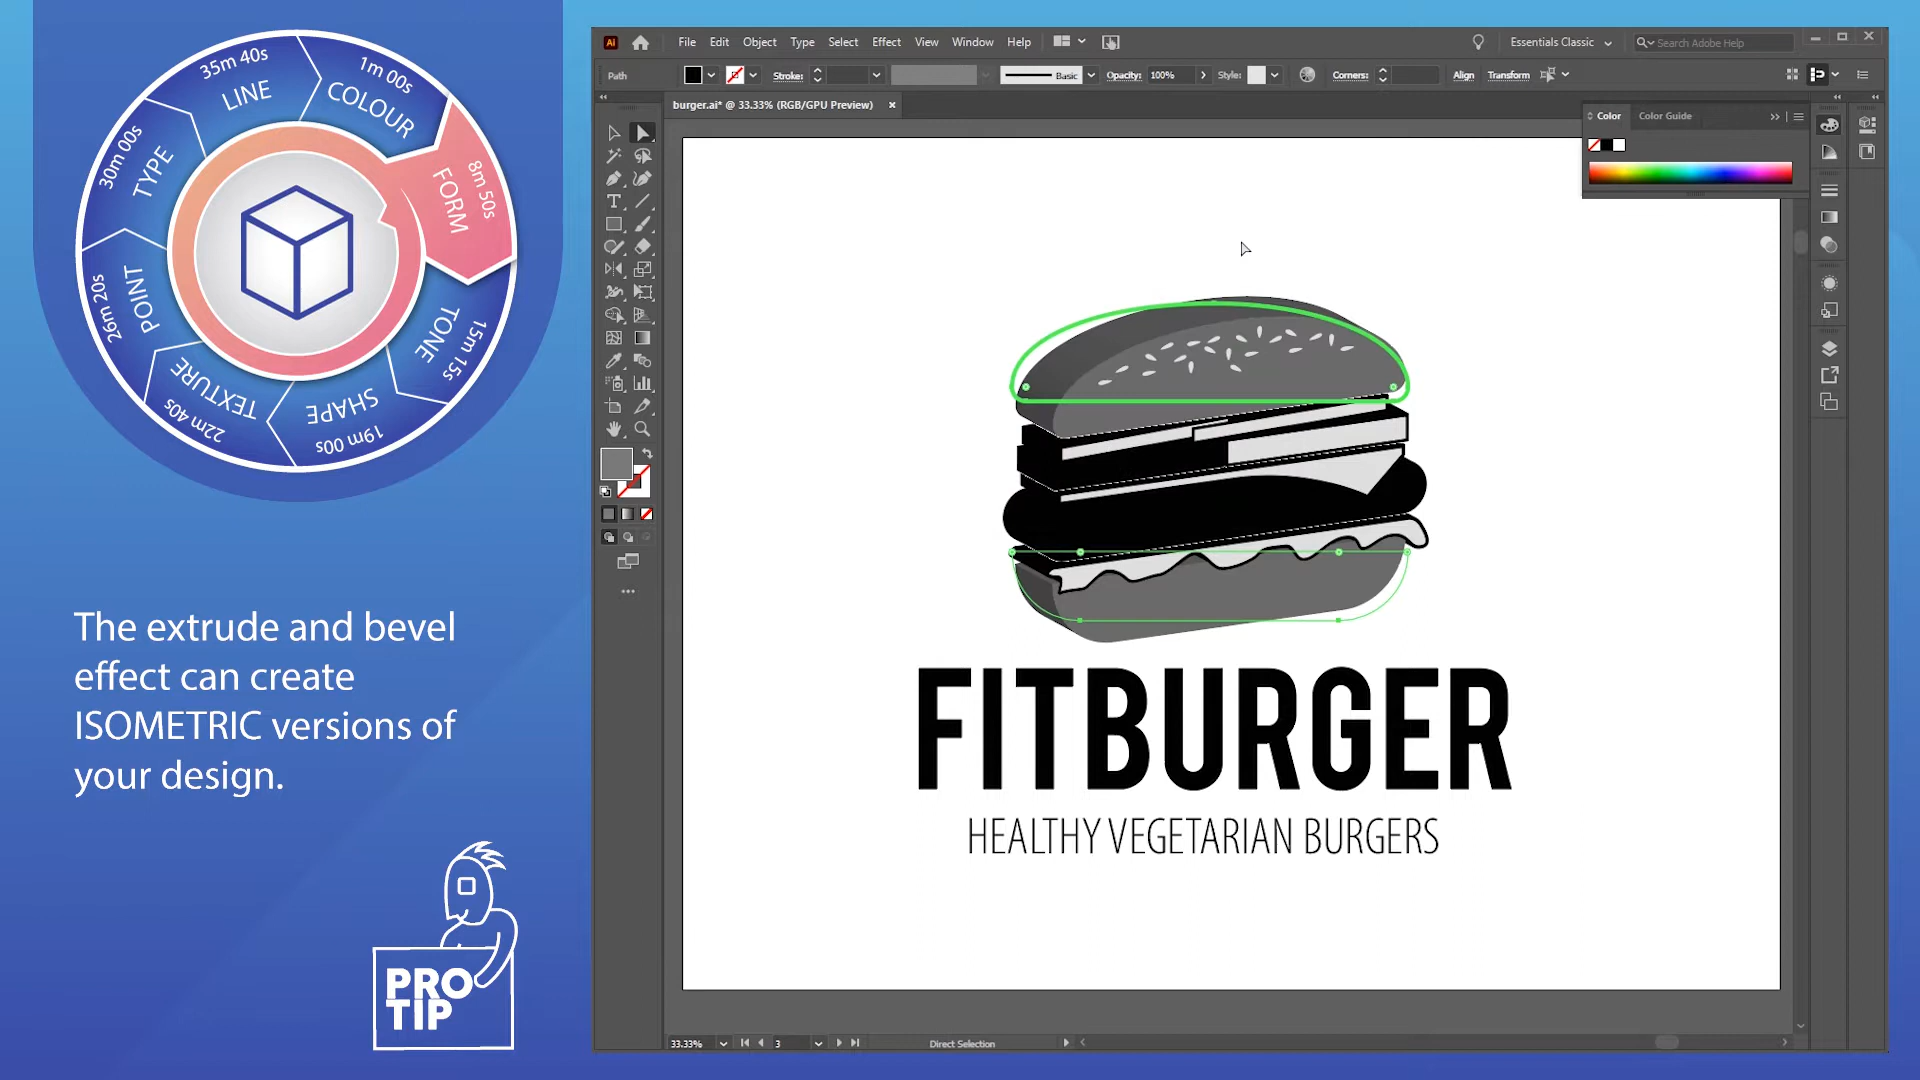 35m 40s
LINE
1m 00s
COLOUR
8m 50s
FORM
15m 15s
TONE
19m 00s
SHAPE
22m 40s
TEXTURE
26m 20s
POINT
30m 00s
TYPE
The extrude and bevel
effect can create
ISOMETRIC versions of
your design.
PRO
TIP
Ai
File Edit Object Type Select Effect View Window Help
Essentials Classic
Search Adobe Help
Path
Stroke:
Basic
Opacity: 100%
Style:
Corners:
Align
Transform
burger.ai* @ 33.33% (RGB/GPU Preview)
Color
Color Guide
FITBURGER
HEALTHY VEGETARIAN BURGERS
33.33%
3
Direct Selection